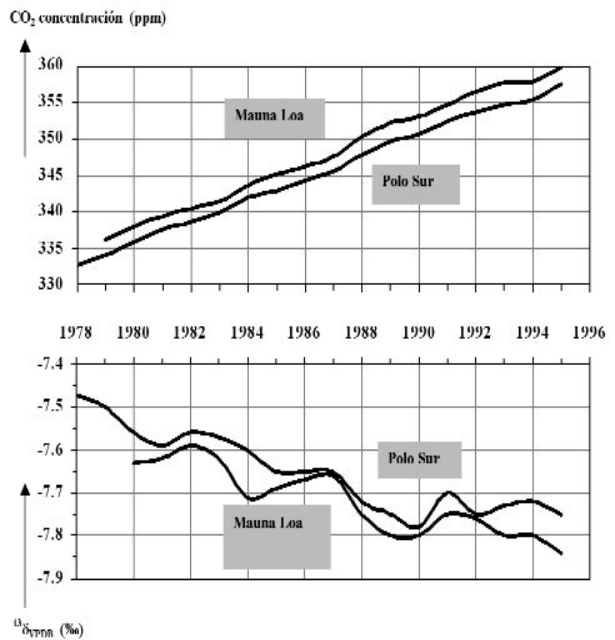 CO₂ concentración (ppm)
360
355
350
345
340
335
330
Mauna Loa
Polo Sur
1978 1980 1982 1984 1986 1988 1990 1992 1994 1996
-7.4
-7.5
-7.6
-7.7
-7.8
-7.9
Polo Sur
Mauna Loa
¹³δVPDB (‰)